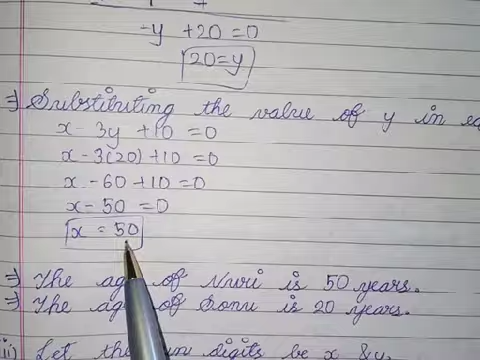 -y +20 = 0
20 = y
⇒ Substituting the value of y in
x - 3y + 10 = 0
x - 3(20) + 10 = 0
x - 60 + 10 = 0
x - 50 = 0
x = 50
⇒ The age of Nuri is 50 years.
⇒ The age of Sonu is 20 years.
ii) Let the digits be x & y.